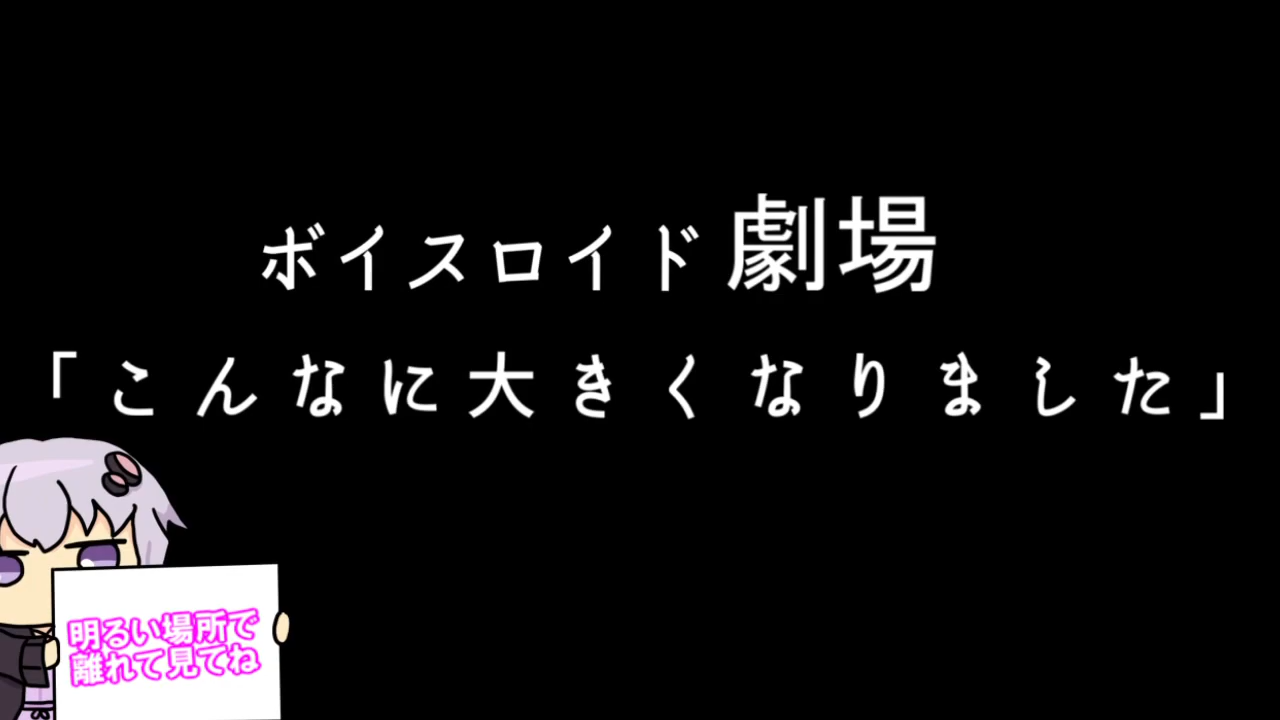 ボイスロイド劇場
「こんなに大きくなりました」
明るい場所で
離れて見てね